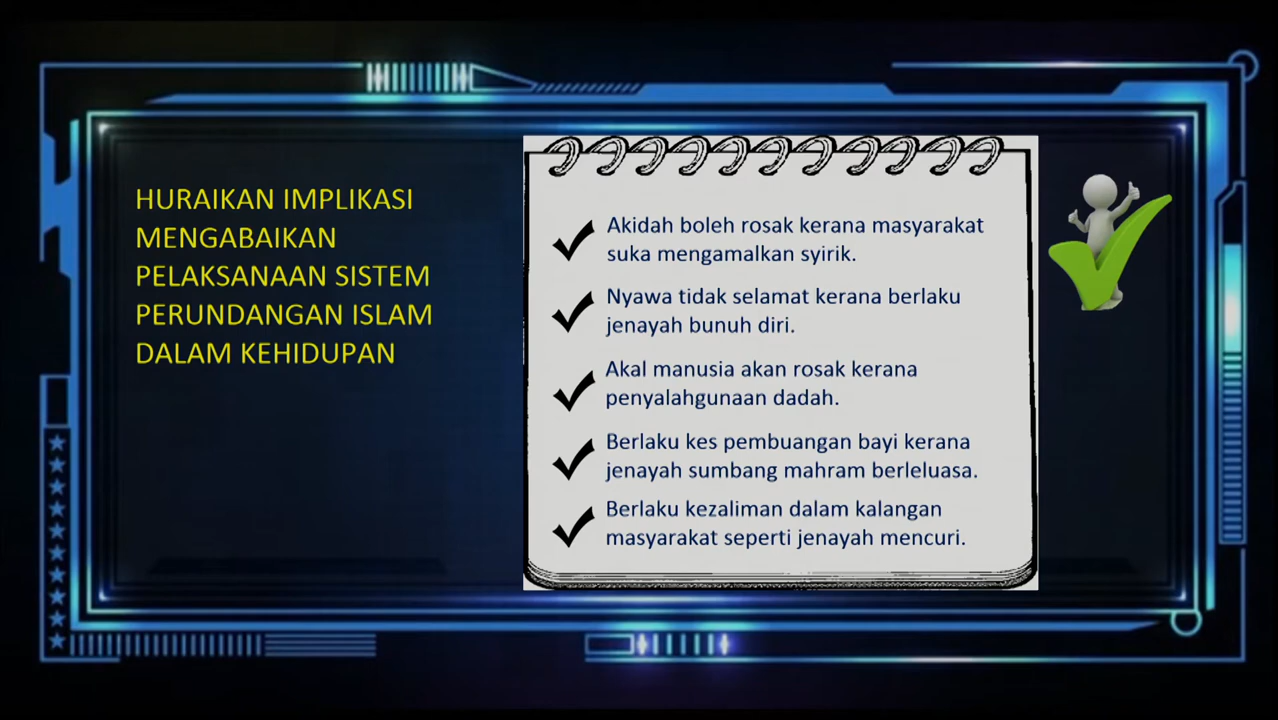 HURAIKAN IMPLIKASI
MENGABAIKAN
PELAKSANAAN SISTEM
PERUNDANGAN ISLAM
DALAM KEHIDUPAN
Akidah boleh rosak kerana masyarakat
suka mengamalkan syirik.
Nyawa tidak selamat kerana berlaku
jenayah bunuh diri.
Akal manusia akan rosak kerana
penyalahgunaan dadah.
Berlaku kes pembuangan bayi kerana
jenayah sumbang mahram berleluasa.
Berlaku kezaliman dalam kalangan
masyarakat seperti jenayah mencuri.